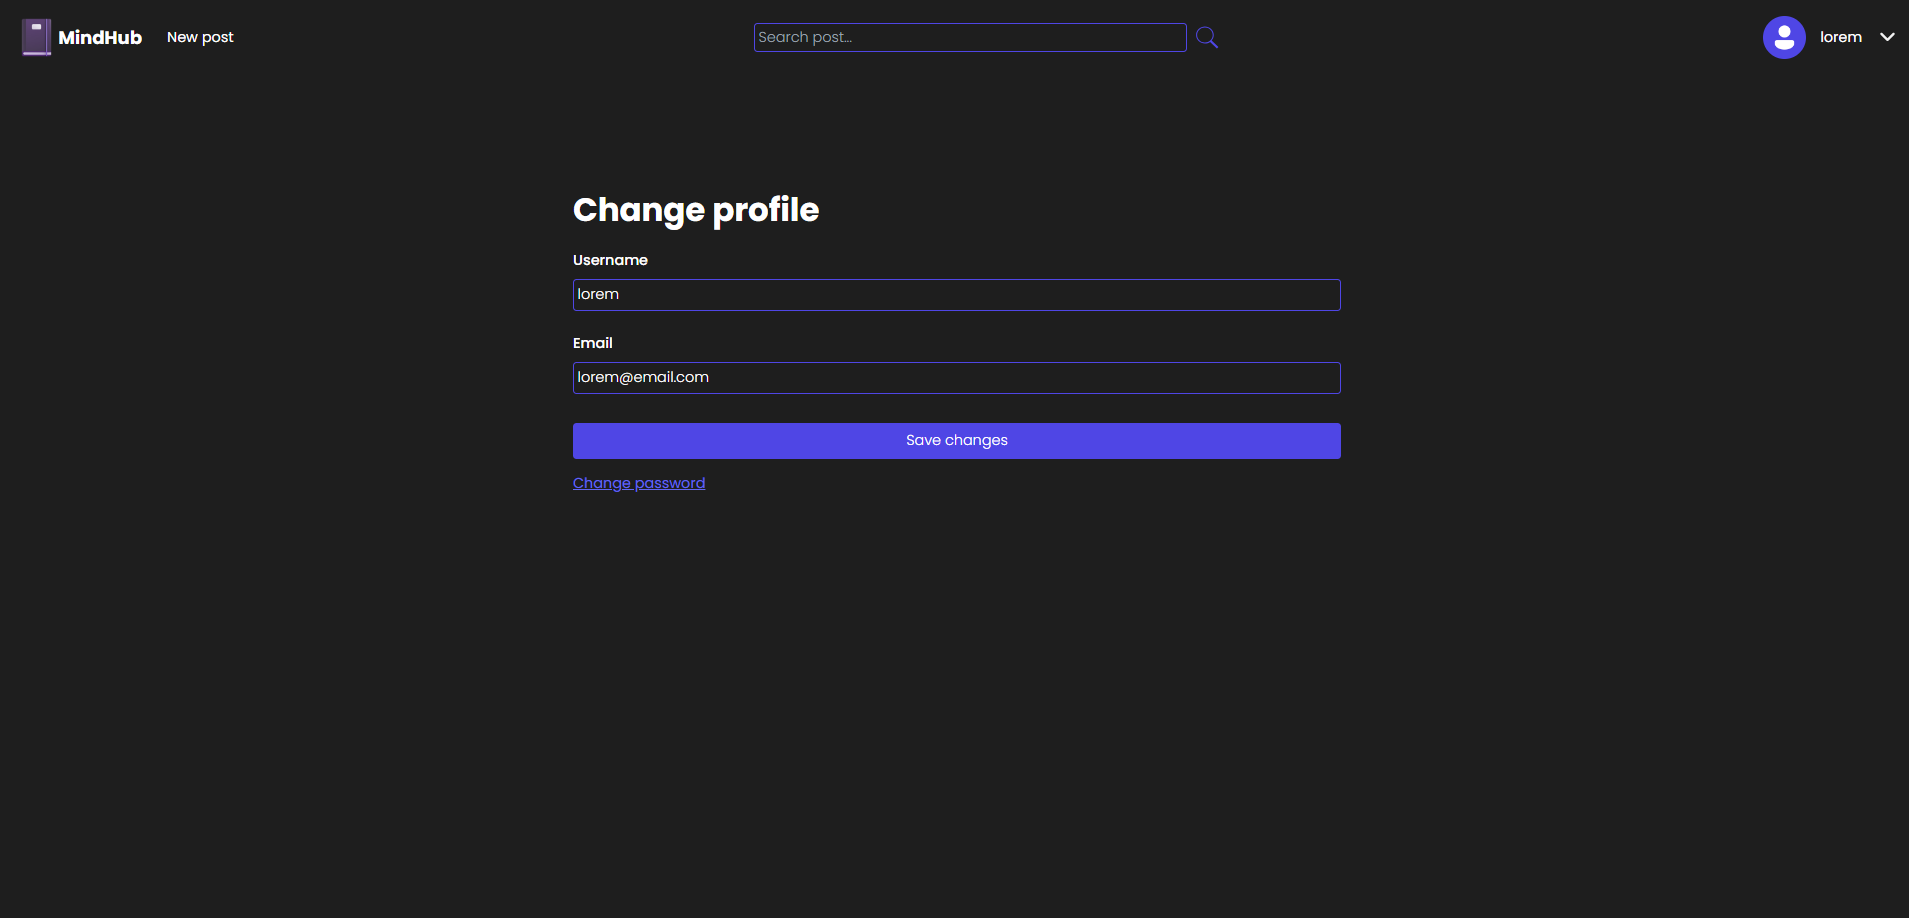 MindHub New post Search post... lorem
Change profile
Username
lorem
Email
lorem@email.com
Save changes
Change password